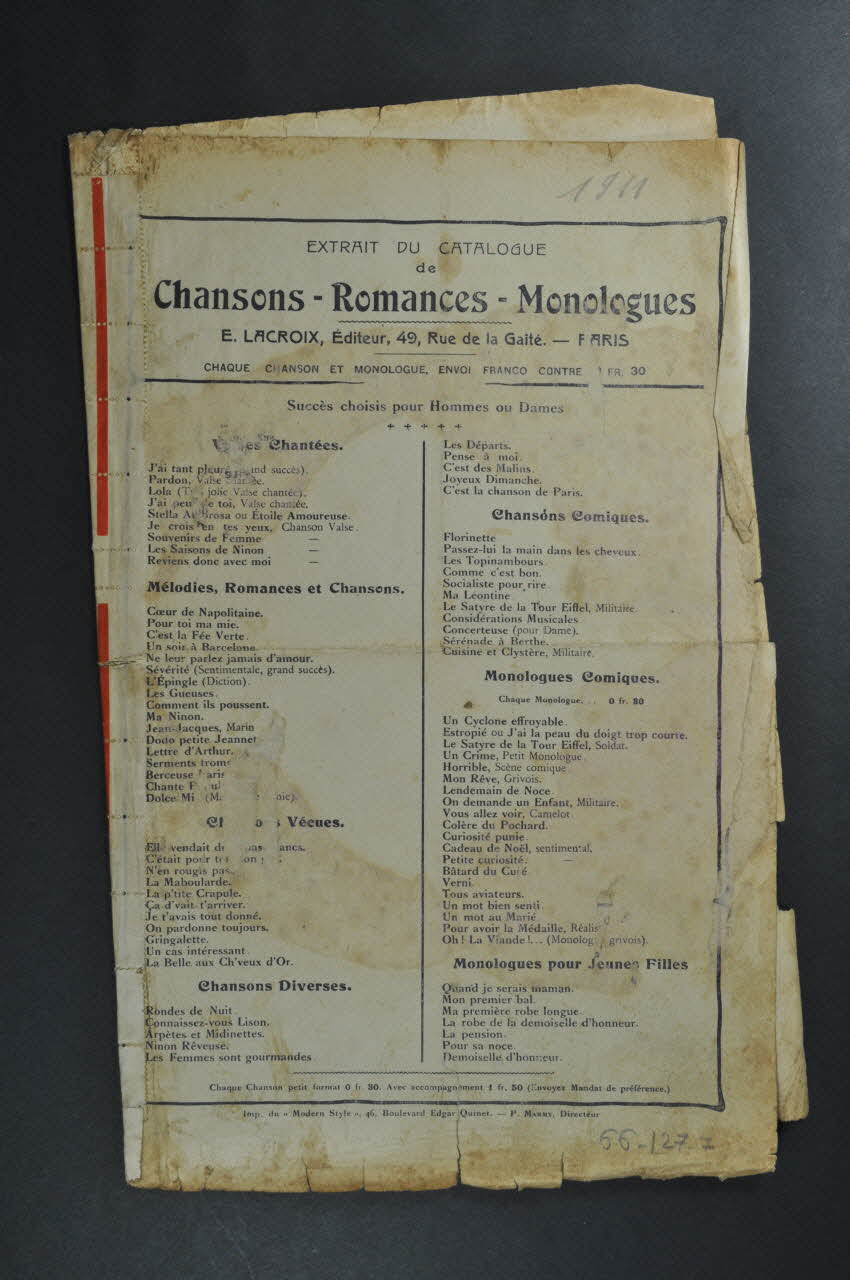 1911
EXTRAIT DU CATALOGUE
de
Chansons - Romances - Monologues
E. LACROIX, Éditeur, 49, Rue de la Gaîté. — PARIS
CHAQUE CHANSON ET MONOLOGUE, ENVOI FRANCO CONTRE FR. 30
Succès choisis pour Hommes ou Dames
Chantées.
J'ai tant pleuré succès).
Pardon, Valse chantée.
Lola ( jolie Valse chantée).
J'ai peur de toi, Valse chantée.
Stella Amorosa ou Étoile Amoureuse.
Je crois en tes yeux, Chanson Valse.
Souvenirs de Femme —
Les Saisons de Ninon —
Reviens donc avec moi —
Mélodies, Romances et Chansons.
Cœur de Napolitaine.
Pour toi ma mie.
C'est la Fée Verte.
Un soir à Barcelone
Ne leur parlez jamais d'amour.
Sévérité (Sentimentale, grand succès).
L'Épingle (Diction).
Les Gueuses.
Comment ils poussent.
Ma Ninon.
Jean-Jacques, Marin
Dodo petite
Lettre d'Arthur.
Serments
Berceuse
Chante
Dolce
Vécues.
Elle vendait
C'était pour
N'en rougis pas.
La Maboularde.
La p'tite Crapule.
Ça d'vait t'arriver.
Je t'avais tout donné.
On pardonne toujours.
Gringalette.
Un cas intéressant.
La Belle aux Ch'veux d'Or.
Chansons Diverses.
Rondes de Nuit.
Connaissez-vous Lison.
Arpètes et Midinettes.
Ninon Rêveuse.
Les Femmes sont gourmandes
Les Départs.
Pense à moi.
C'est des Malins.
Joyeux Dimanche.
C'est la chanson de Paris.
Chansons Comiques.
Florinette
Passez-lui la main dans les cheveux.
Les Topinambours.
Comme c'est bon.
Socialiste pour rire.
Ma Léontine
Le Satyre de la Tour Eiffel, Militaire.
Considérations Musicales
Concerteuse (pour Dame).
Sérénade à Berthe.
Cuisine et Clystère, Militaire.
Monologues Comiques.
Chaque Monologue. . . 0 fr. 30
Un Cyclone effroyable.
Estropié ou J'ai la peau du doigt trop courte.
Le Satyre de la Tour Eiffel, Soldat.
Un Crime, Petit Monologue.
Horrible, Scène comique
Mon Rêve, Grivois.
Lendemain de Noce
On demande un Enfant, Militaire.
Vous allez voir, Camelot
Colère du Pochard.
Curiosité punie
Cadeau de Noël, sentimental.
Petite curiosité. —
Bâtard du Curé
Verni.
Tous aviateurs.
Un mot bien senti
Un mot au Marié
Pour avoir la Médaille,
Oh ! La Viande !... (Monologue grivois).
Monologues pour Jeunes Filles
Quand je serais maman.
Mon premier bal.
Ma première robe longue
La robe de la demoiselle d'honneur.
La pension.
Pour sa noce
Demoiselle d'honneur.
Chaque Chanson petit format 0 fr. 30. Avec accompagnement 1 fr. 50 (Envoyez Mandat de préférence.)
Imp. du « Modern Style », 46, Boulevard Edgar Quinet. — P. MARMY, Directeur
66-127-7